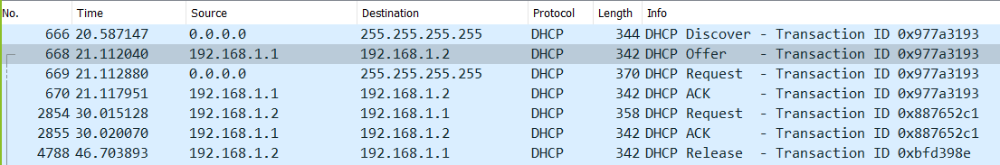 No. Time Source Destination Protocol Length Info
666 20.587147 0.0.0.0 255.255.255.255 DHCP 344 DHCP Discover - Transaction ID 0x977a3193
668 21.112040 192.168.1.1 192.168.1.2 DHCP 342 DHCP Offer - Transaction ID 0x977a3193
669 21.112880 0.0.0.0 255.255.255.255 DHCP 370 DHCP Request - Transaction ID 0x977a3193
670 21.117951 192.168.1.1 192.168.1.2 DHCP 342 DHCP ACK - Transaction ID 0x977a3193
2854 30.015128 192.168.1.2 192.168.1.1 DHCP 358 DHCP Request - Transaction ID 0x887652c1
2855 30.020070 192.168.1.1 192.168.1.2 DHCP 342 DHCP ACK - Transaction ID 0x887652c1
4788 46.703893 192.168.1.2 192.168.1.1 DHCP 342 DHCP Release - Transaction ID 0xbfd398e